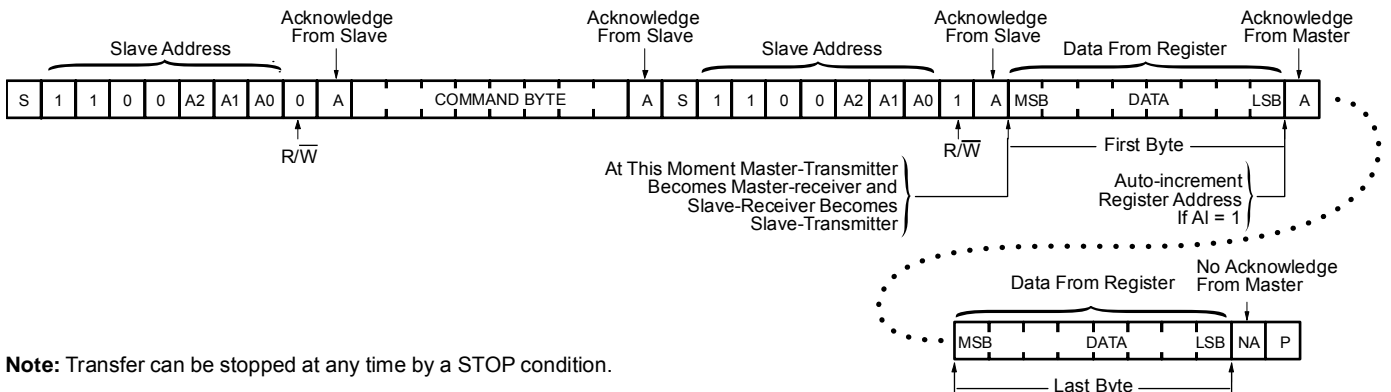 Acknowledge From Slave
Acknowledge From Slave
Acknowledge From Slave
Acknowledge From Master
Slave Address
Slave Address
Data From Register
S 1 1 0 0 A2 A1 A0 0 A COMMAND BYTE A S 1 1 0 0 A2 A1 A0 1 A MSB DATA LSB A
R/W̅
R/W̅
First Byte
At This Moment Master-Transmitter
Becomes Master-receiver and
Slave-Receiver Becomes
Slave-Transmitter
Auto-increment
Register Address
If AI = 1
Data From Register
No Acknowledge
From Master
MSB DATA LSB NA P
Note: Transfer can be stopped at any time by a STOP condition.
Last Byte